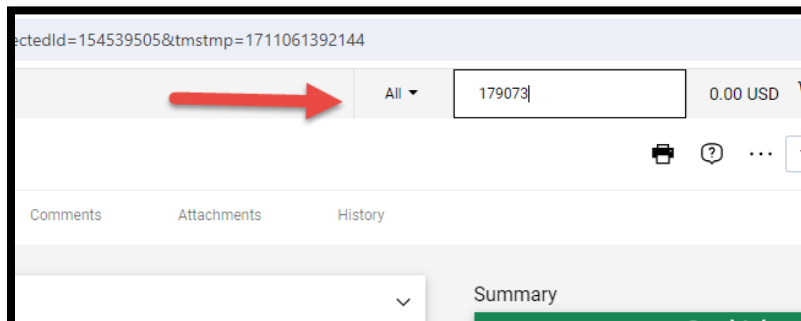 ectedId=154539505&tmstmp=1711061392144
All 179073 0.00 USD
Comments Attachments History
Summary